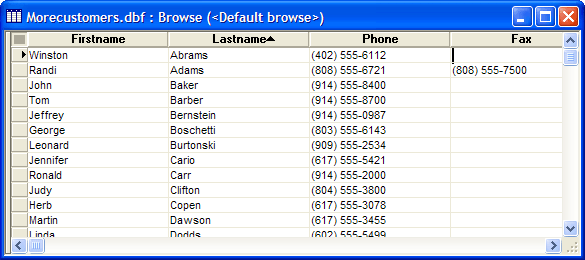 Morecustomers.dbf : Browse (<Default browse>)
Firstname Lastname Phone Fax
Winston Abrams (402) 555-6112
Randi Adams (808) 555-6721 (808) 555-7500
John Baker (914) 555-8400
Tom Barber (914) 555-8700
Jeffrey Bernstein (914) 555-0987
George Boschetti (803) 555-6143
Leonard Burtonski (909) 555-2534
Jennifer Cario (617) 555-5421
Ronald Carr (914) 555-2000
Judy Clifton (804) 555-3800
Herb Copen (617) 555-3078
Martin Dawson (617) 555-3455
Linda Dodds (602) 555-5499